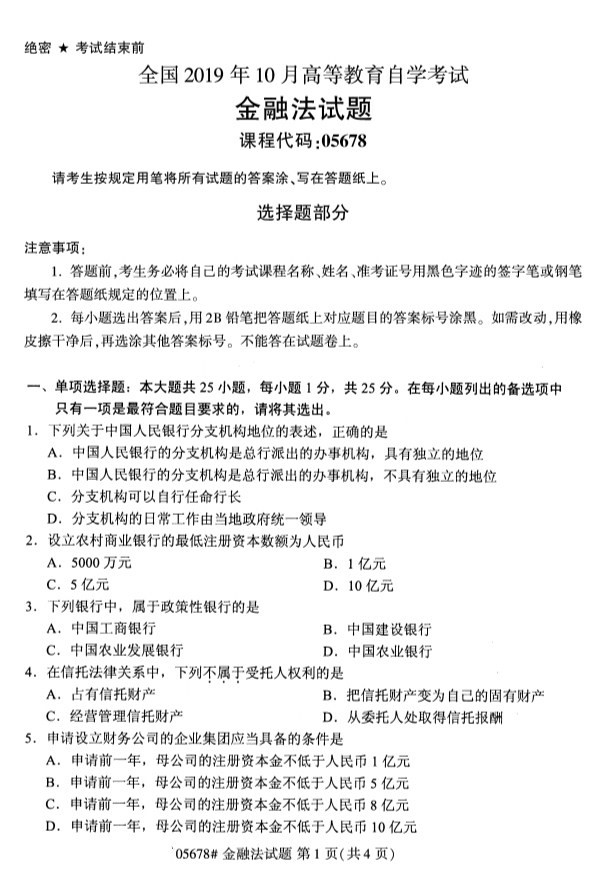 绝密 ★ 考试结束前
全国 2019 年 10 月高等教育自学考试
金融法试题
课程代码:05678
请考生按规定用笔将所有试题的答案涂、写在答题纸上。
选择题部分
注意事项:
1. 答题前,考生务必将自己的考试课程名称、姓名、准考证号用黑色字迹的签字笔或钢笔
填写在答题纸规定的位置上。
2. 每小题选出答案后,用 2B 铅笔把答题纸上对应题目的答案标号涂黑。如需改动,用橡
皮擦干净后,再选涂其他答案标号。不能答在试题卷上。
一、单项选择题:本大题共 25 小题,每小题 1 分,共 25 分。在每小题列出的备选项中
只有一项是最符合题目要求的,请将其选出。
1. 下列关于中国人民银行分支机构地位的表述,正确的是
A. 中国人民银行的分支机构是总行派出的办事机构,具有独立的地位
B. 中国人民银行的分支机构是总行派出的办事机构,不具有独立的地位
C. 分支机构可以自行任命行长
D. 分支机构的日常工作由当地政府统一领导
2. 设立农村商业银行的最低注册资本数额为人民币
A. 5000 万元 B. 1 亿元
C. 5 亿元 D. 10 亿元
3. 下列银行中,属于政策性银行的是
A. 中国工商银行 B. 中国建设银行
C. 中国农业发展银行 D. 中国农业银行
4. 在信托法律关系中,下列不属于受托人权利的是
A. 占有信托财产 B. 把信托财产变为自己的固有财产
C. 经营管理信托财产 D. 从委托人处取得信托报酬
5. 申请设立财务公司的企业集团应当具备的条件是
A. 申请前一年,母公司的注册资本金不低于人民币 1 亿元
B. 申请前一年,母公司的注册资本金不低于人民币 5 亿元
C. 申请前一年,母公司的注册资本金不低于人民币 8 亿元
D. 申请前一年,母公司的注册资本金不低于人民币 10 亿元
05678# 金融法试题 第 1 页(共 4 页)